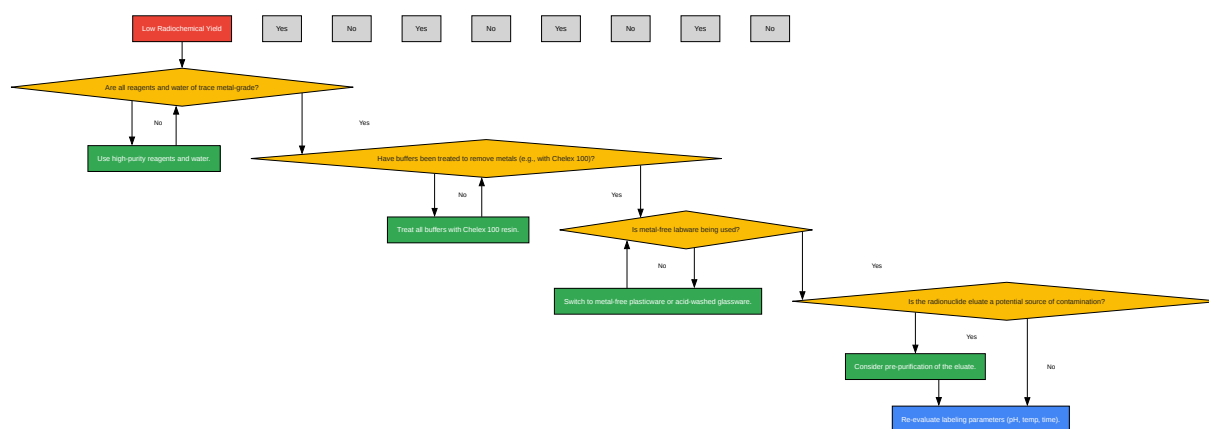 Low Radiochemical Yield
Yes
No
Yes
No
Yes
No
Yes
No
Are all reagents and water of trace metal-grade?
No
Yes
Use high-purity reagents and water.
Have buffers been treated to remove metals (e.g., with Chelex 100)?
No
Yes
Treat all buffers with Chelex 100 resin.
Is metal-free labware being used?
No
Yes
Switch to metal-free plasticware or acid-washed glassware.
Is the radionuclide eluate a potential source of contamination?
Yes
No
Consider pre-purification of the eluate.
Re-evaluate labeling parameters (pH, temp, time).